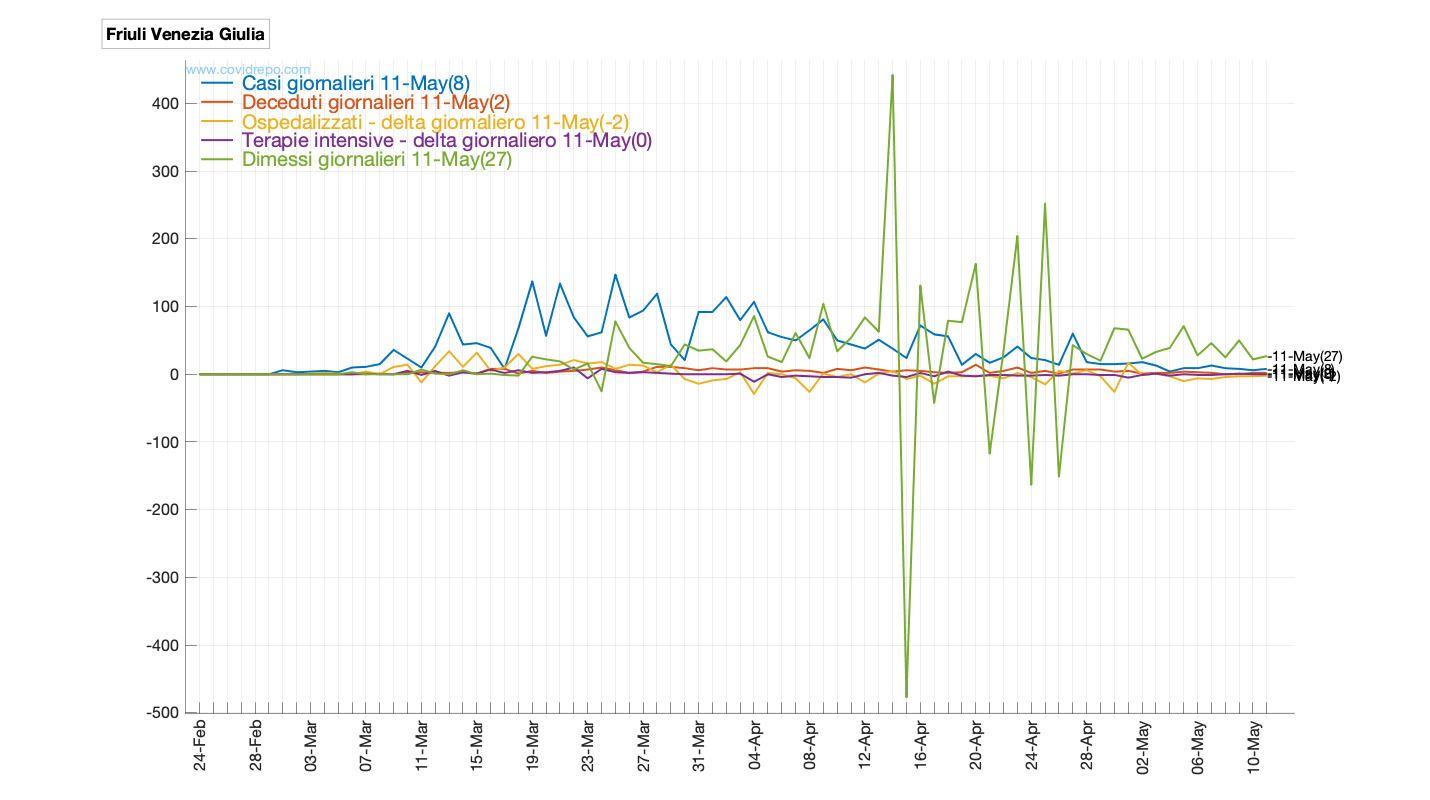 Friuli Venezia Giulia
www.covidrepo.com
Casi giornalieri 11-May(8)
Deceduti giornalieri 11-May(2)
Ospedalizzati - delta giornaliero 11-May(-2)
Terapie intensive - delta giornaliero 11-May(0)
Dimessi giornalieri 11-May(27)
400
300
200
100
0
-100
-200
-300
-400
-500
-11-May(27)
-11-May(8)
24-Feb
28-Feb
03-Mar
07-Mar
11-Mar
15-Mar
19-Mar
23-Mar
27-Mar
31-Mar
04-Apr
08-Apr
12-Apr
16-Apr
20-Apr
24-Apr
28-Apr
02-May
06-May
10-May